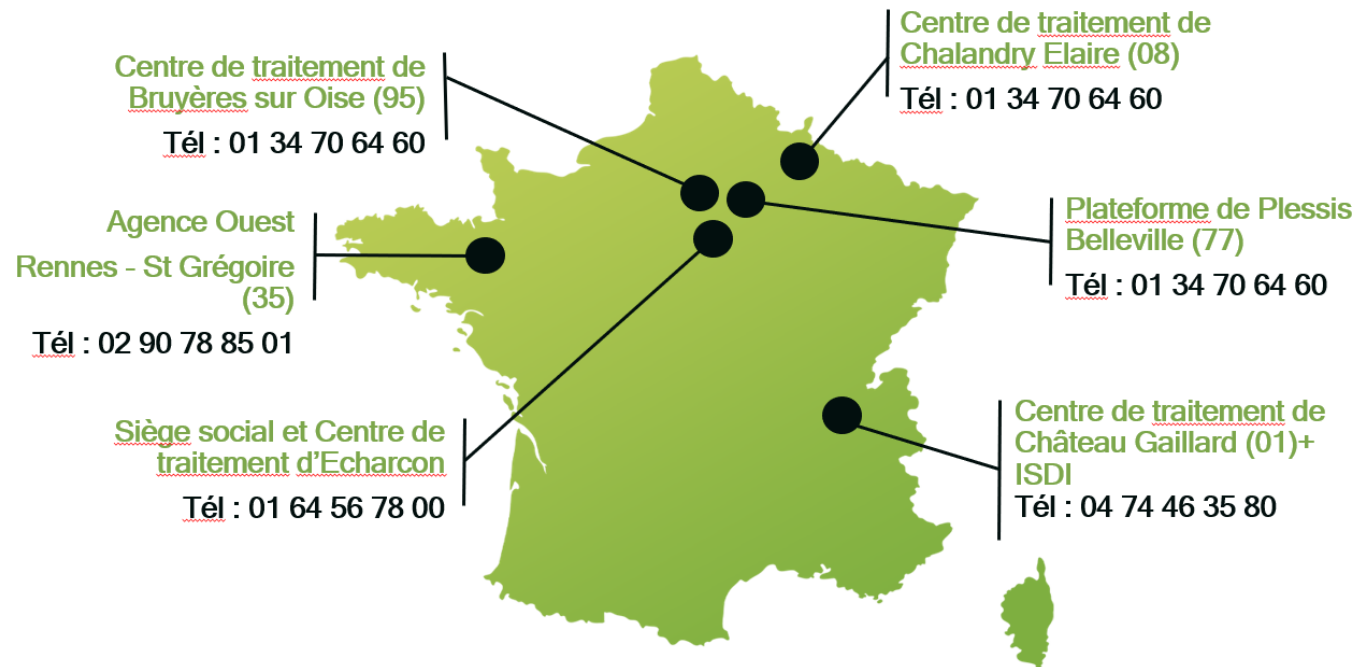 Centre de traitement de
Bruyères sur Oise (95)
Tél : 01 34 70 64 60
Centre de traitement de
Chalandry Elaire (08)
Tél : 01 34 70 64 60
Agence Ouest
Rennes - St Grégoire
(35)
Tél : 02 90 78 85 01
Plateforme de Plessis
Belleville (77)
Tél : 01 34 70 64 60
Siège social et Centre de
traitement d’Echarcon
Tél : 01 64 56 78 00
Centre de traitement de
Château Gaillard (01)+
ISDI
Tél : 04 74 46 35 80